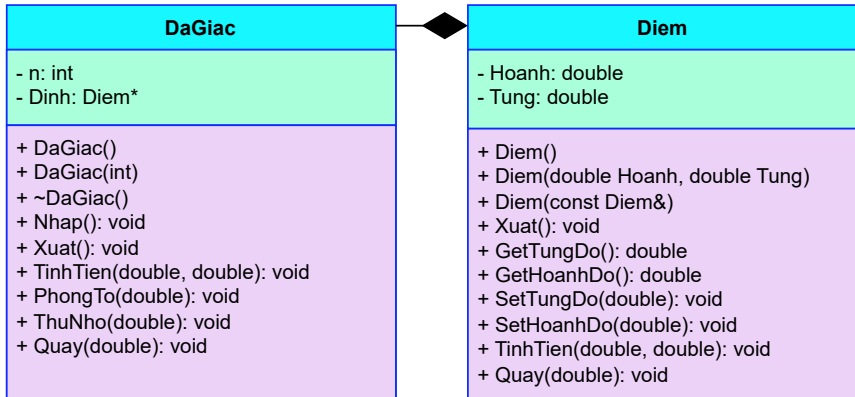 DaGiac
- n: int
- Dinh: Diem*
+ DaGiac()
+ DaGiac(int)
+ ~DaGiac()
+ Nhap(): void
+ Xuat(): void
+ TinhTien(double, double): void
+ PhongTo(double): void
+ ThuNho(double): void
+ Quay(double): void
Diem
- Hoanh: double
- Tung: double
+ Diem()
+ Diem(double Hoanh, double Tung)
+ Diem(const Diem&)
+ Xuat(): void
+ GetTungDo(): double
+ GetHoanhDo(): double
+ SetTungDo(double): void
+ SetHoanhDo(double): void
+ TinhTien(double, double): void
+ Quay(double): void